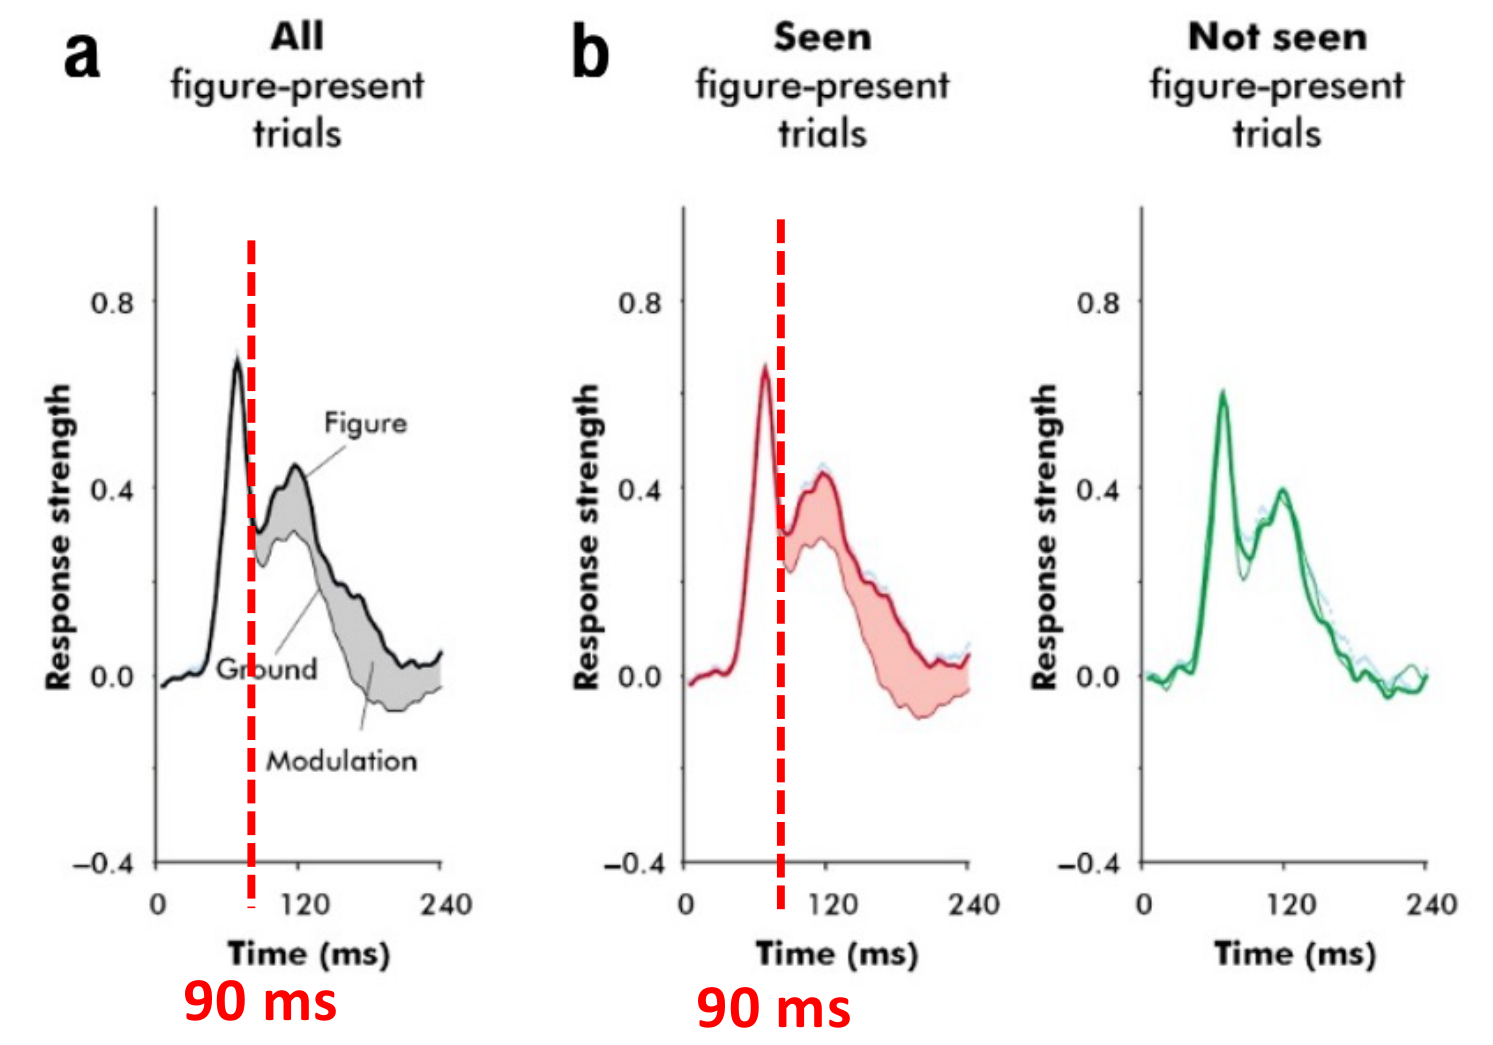 a
All
figure-present
trials
Response strength
0.8
0.4
0.0
−0.4
Figure
Ground
Modulation
0
120
240
Time (ms)
90 ms
b
Seen
figure-present
trials
Response strength
0.8
0.4
0.0
−0.4
0
120
240
Time (ms)
90 ms
Not seen
figure-present
trials
Response strength
0.8
0.4
0.0
−0.4
0
120
240
Time (ms)